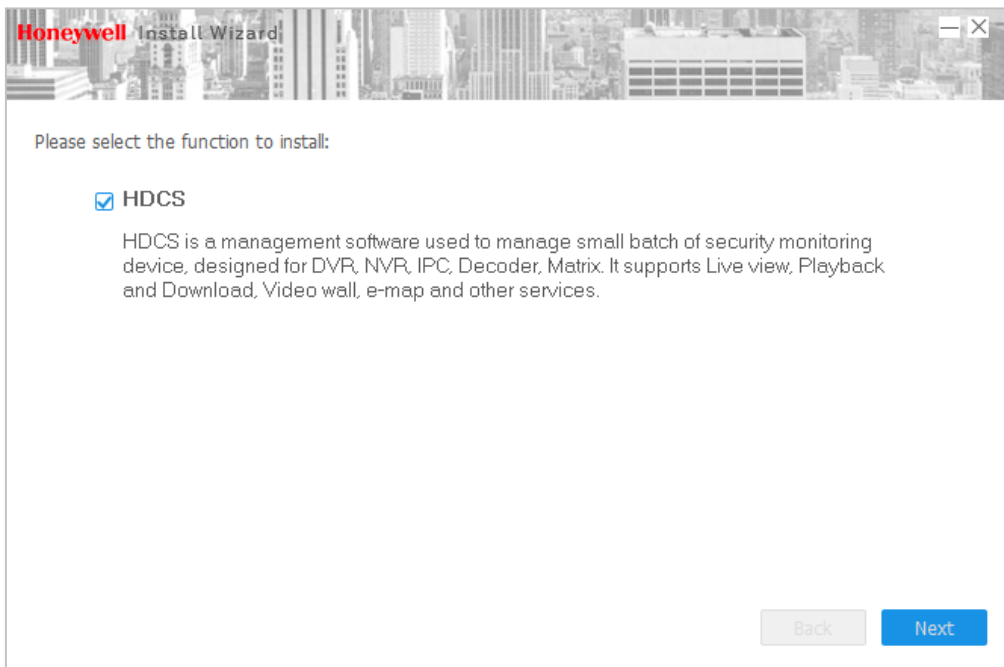 Honeywell Install Wizard
Please select the function to install:
HDCS
HDCS is a management software used to manage small batch of security monitoring
device, designed for DVR, NVR, IPC, Decoder, Matrix. It supports Live view, Playback
and Download, Video wall, e-map and other services.
Back
Next